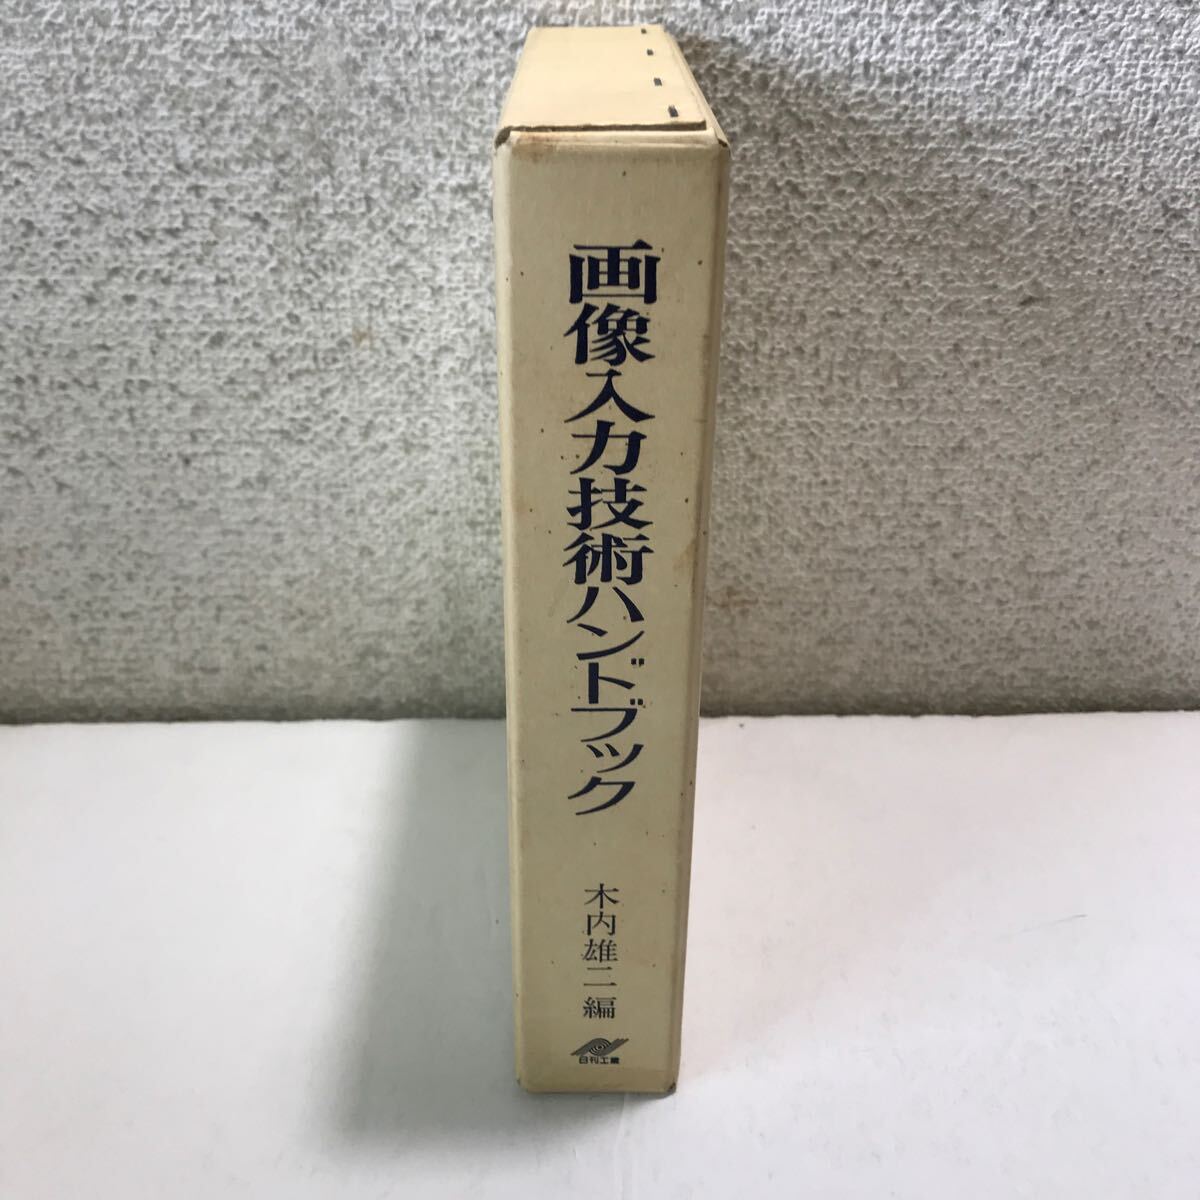 画像入力技術ハンドブック
木内雄二編
日刊工業